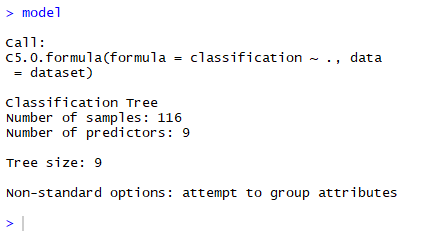 > model
Call:
C5.0.formula(formula = classification ~ ., data
= dataset)
Classification Tree
Number of samples: 116
Number of predictors: 9
Tree size: 9
Non-standard options: attempt to group attributes
>